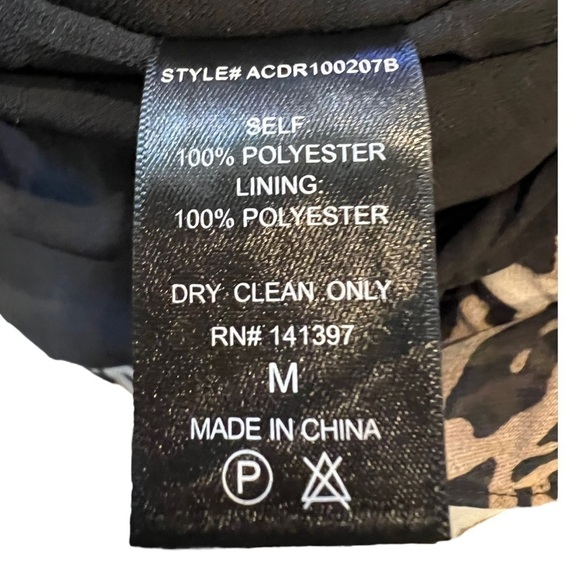 STYLE# ACDR100207B
SELF:
100% POLYESTER
LINING:
100% POLYESTER
DRY CLEAN ONLY
RN# 141397
M
MADE IN CHINA
P